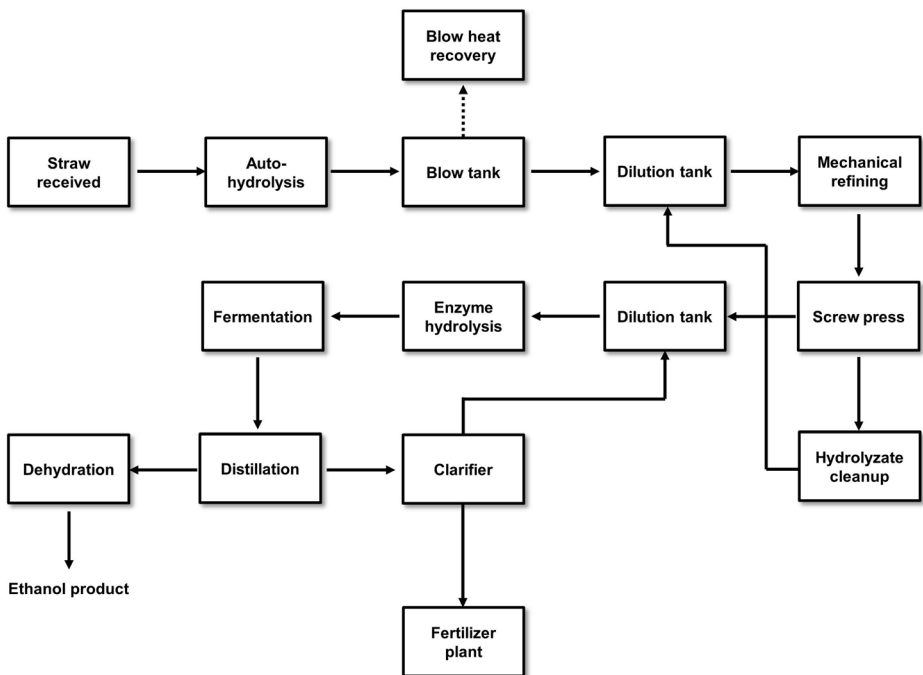 Blow heat
recovery
Straw
received
Auto-
hydrolysis
Blow tank
Dilution tank
Mechanical
refining
Fermentation
Enzyme
hydrolysis
Dilution tank
Screw press
Dehydration
Distillation
Clarifier
Hydrolyzate
cleanup
Ethanol product
Fertilizer
plant